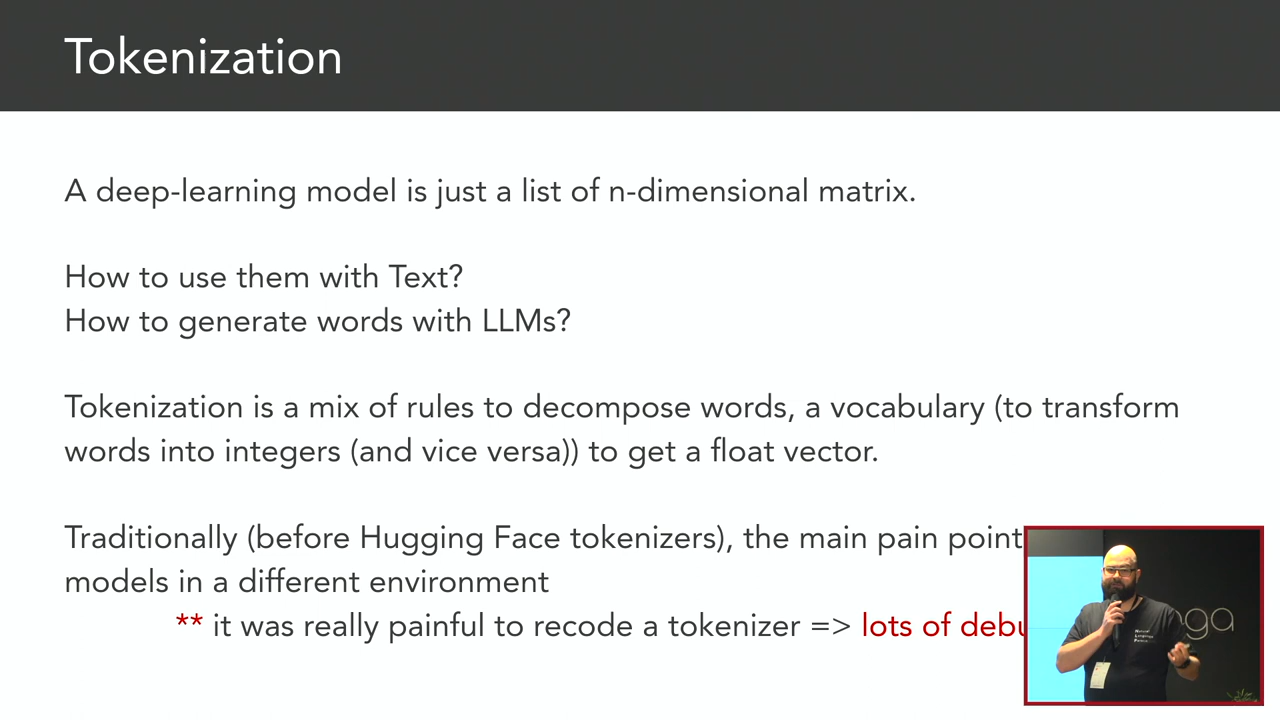 Tokenization
A deep-learning model is just a list of n-dimensional matrix.
How to use them with Text?
How to generate words with LLMs?
Tokenization is a mix of rules to decompose words, a vocabulary (to transform
words into integers (and vice versa)) to get a float vector.
Traditionally (before Hugging Face tokenizers), the main pain point
models in a different environment
** it was really painful to recode a tokenizer => lots of debu
Natural
Language